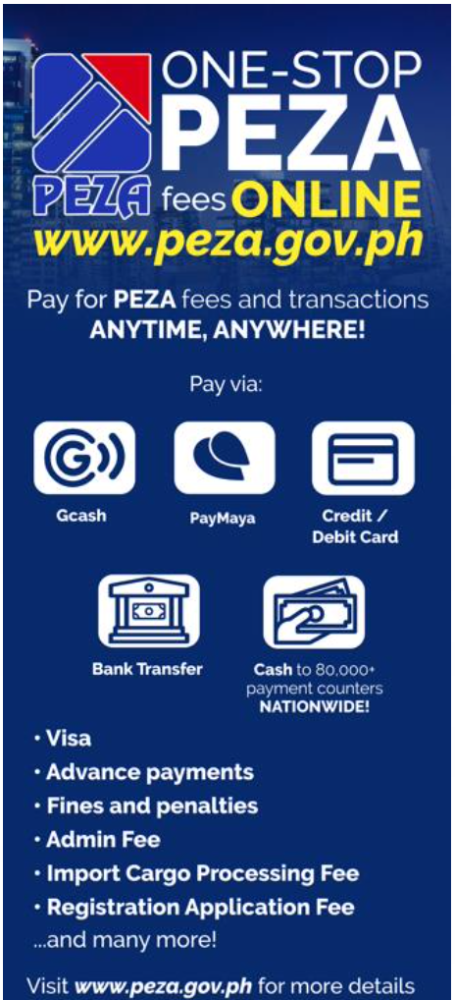 ONE-STOP
PEZA
PEZA
fees ONLINE
www.peza.gov.ph
Pay for PEZA fees and transactions
ANYTIME, ANYWHERE!
Pay via:
Gcash
PayMaya
Credit /
Debit Card
Bank Transfer
Cash to 80,000+
payment counters
NATIONWIDE!
• Visa
• Advance payments
• Fines and penalties
• Admin Fee
• Import Cargo Processing Fee
• Registration Application Fee
...and many more!
Visit www.peza.gov.ph for more details